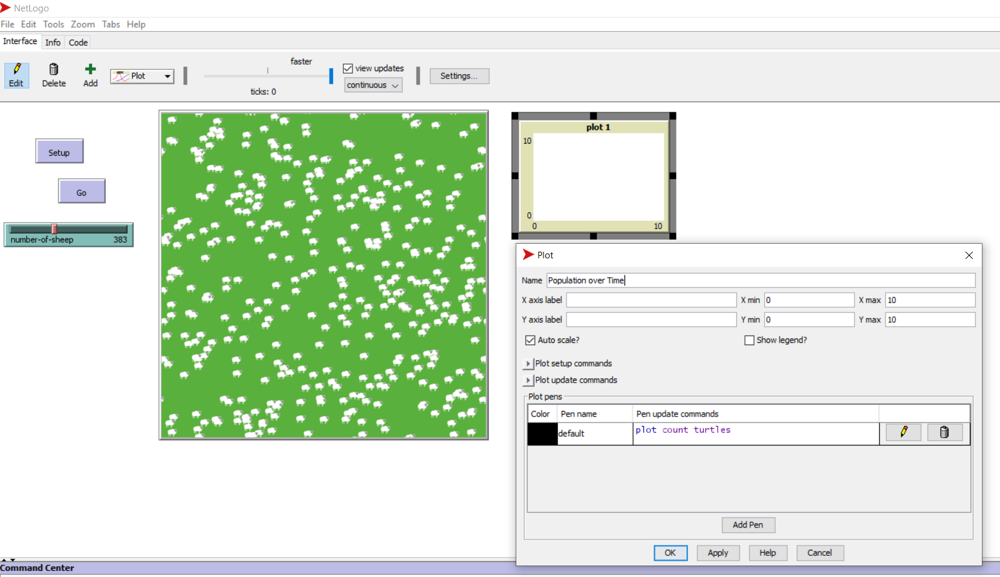 NetLogo
File Edit Tools Zoom Tabs Help
Interface Info Code
Edit Delete Add Plot faster view updates continuous Settings...
ticks: 0
Setup
Go
number-of-sheep 383
plot 1
10
0
0 10
Plot
Name Population over Time
X axis label X min 0 X max 10
Y axis label Y min 0 Y max 10
Auto scale? Show legend?
Plot setup commands
Plot update commands
Plot pens
Color Pen name Pen update commands
default plot count turtles
Add Pen
OK Apply Help Cancel
Command Center